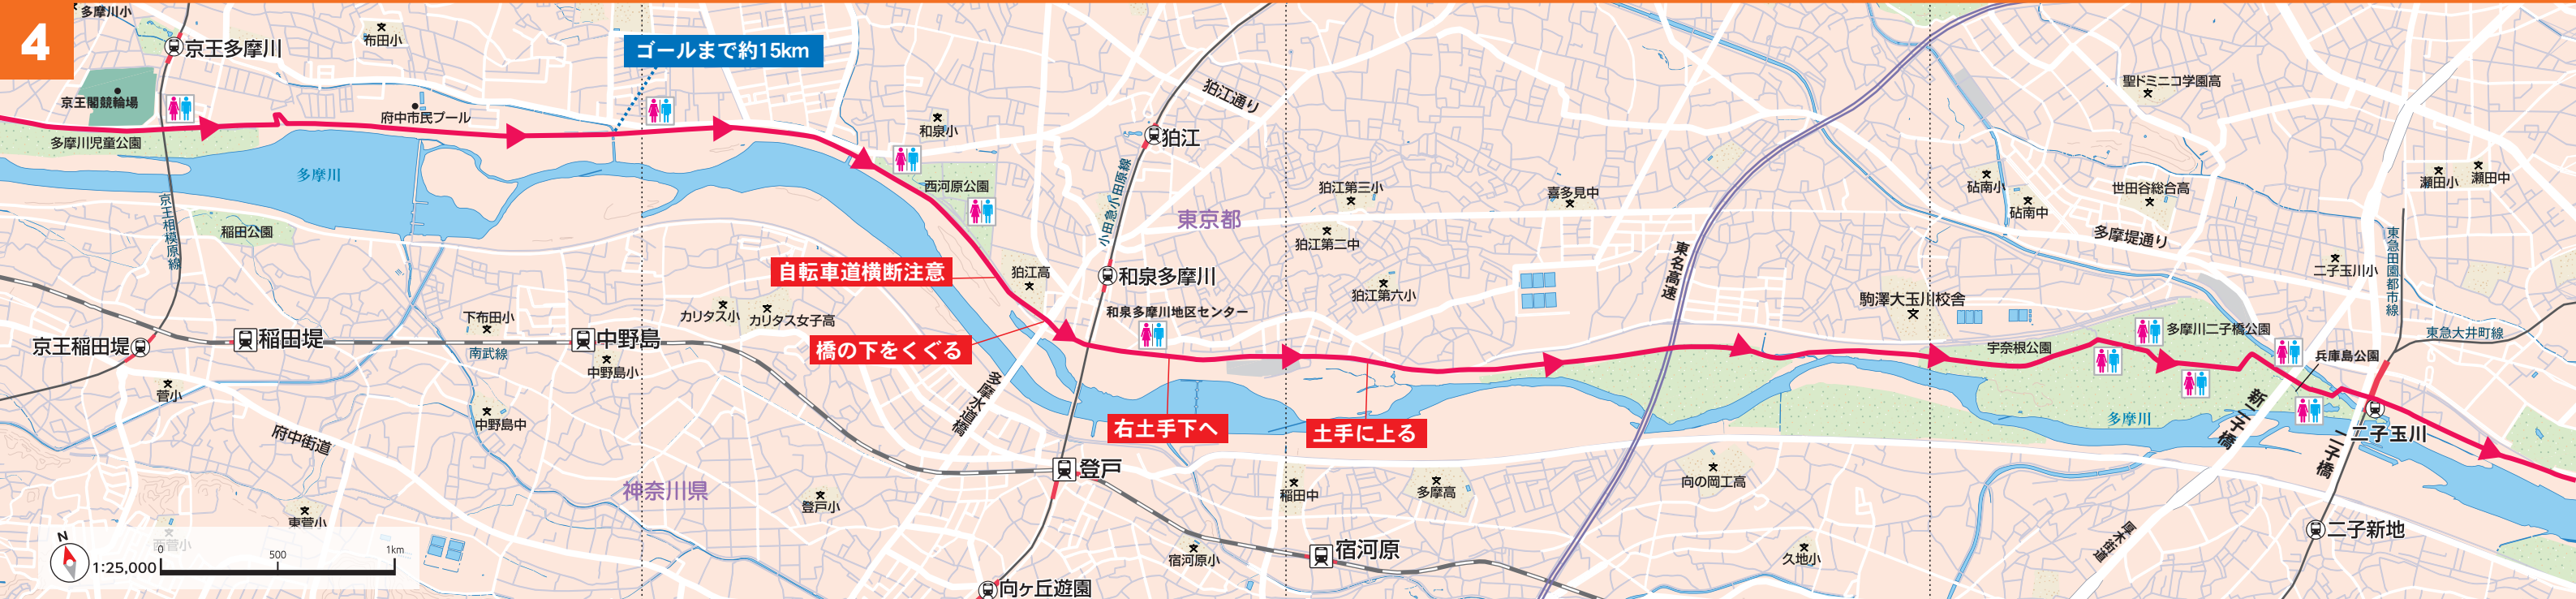 4
多摩川小
京王多摩川
布田小
ゴールまで約15km
京王閣競輪場
府中市民プール
多摩川児童公園
多摩川
京王相模原線
稲田公園
京王稲田堤
稲田堤
下布田小
南武線
中野島
中野島小
菅小
中野島中
府中街道
東菅小
西菅小
N
1:25,000
0
500
1km
神奈川県
カリタス小
カリタス女子高
登戸小
和泉小
西河原公園
自転車道横断注意
狛江高
橋の下をくぐる
多摩水道橋
小田急小田原線
狛江
狛江通り
東京都
和泉多摩川
和泉多摩川地区センター
右土手下へ
登戸
向ヶ丘遊園
宿河原小
宿河原
稲田中
土手に上る
狛江第三小
狛江第二中
狛江第六小
喜多見中
多摩高
東名高速
向の岡工高
久地小
聖ドミニコ学園高
砧南小
砧南中
世田谷総合高
多摩堤通り
瀬田小
瀬田中
二子玉川小
東急田園都市線
駒澤大玉川校舎
宇奈根公園
多摩川二子橋公園
兵庫島公園
東急大井町線
多摩川
新二子橋
二子橋
二子玉川
二子新地
厚木街道